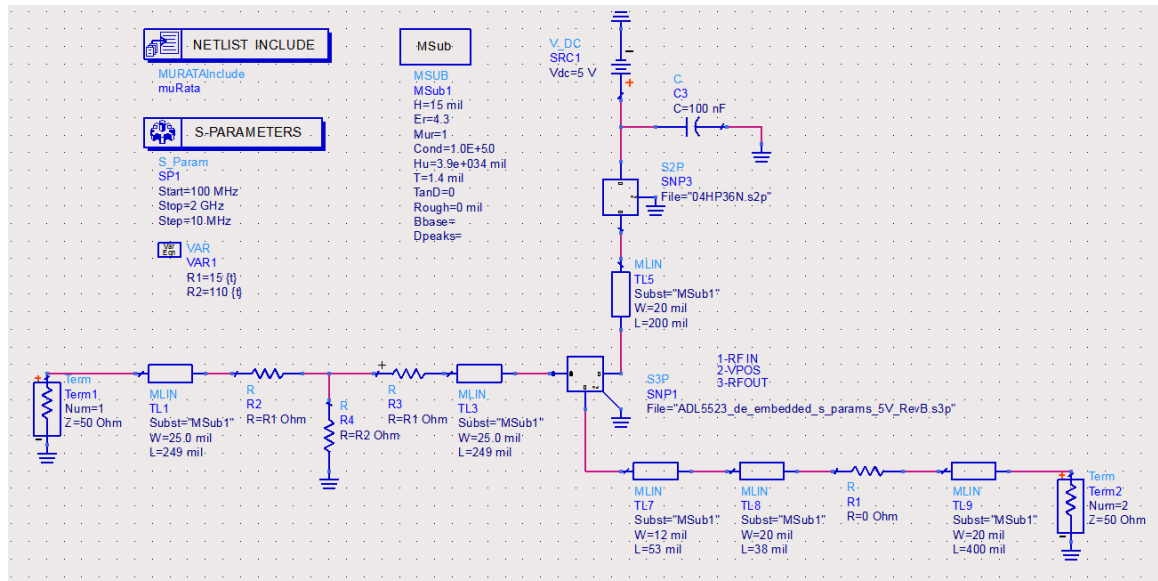 NETLIST INCLUDE
MURATAInclude
muRata
S-PARAMETERS
S_Param
SP1
Start=100 MHz
Stop=2 GHz
Step=10 MHz
Var
Eqn
VAR
VAR1
R1=15 {t}
R2=110 {t}
MSub
MSUB
MSub1
H=15 mil
Er=4.3
Mur=1
Cond=1.0E+50
Hu=3.9e+034 mil
T=1.4 mil
TanD=0
Rough=0 mil
Bbase=
Dpeaks=
V_DC
SRC1
Vdc=5 V
C
C3
C=100 nF
S2P
SNP3
File="04HP36N.s2p"
MLIN
TL5
Subst="MSub1"
W=20 mil
L=200 mil
1-RF IN
2-VPOS
3-RFOUT
S3P
SNP1
File="ADL5523_de_embedded_s_params_5V_RevB.s3p"
Term
Term1
Num=1
Z=50 Ohm
MLIN
TL1
Subst="MSub1"
W=25.0 mil
L=249 mil
R
R2
R=R1 Ohm
R
R4
R=R2 Ohm
R
R3
R=R1 Ohm
MLIN
TL3
Subst="MSub1"
W=25.0 mil
L=249 mil
MLIN
TL7
Subst="MSub1"
W=12 mil
L=53 mil
MLIN
TL8
Subst="MSub1"
W=20 mil
L=38 mil
R
R1
R=0 Ohm
MLIN
TL9
Subst="MSub1"
W=20 mil
L=400 mil
Term
Term2
Num=2
Z=50 Ohm